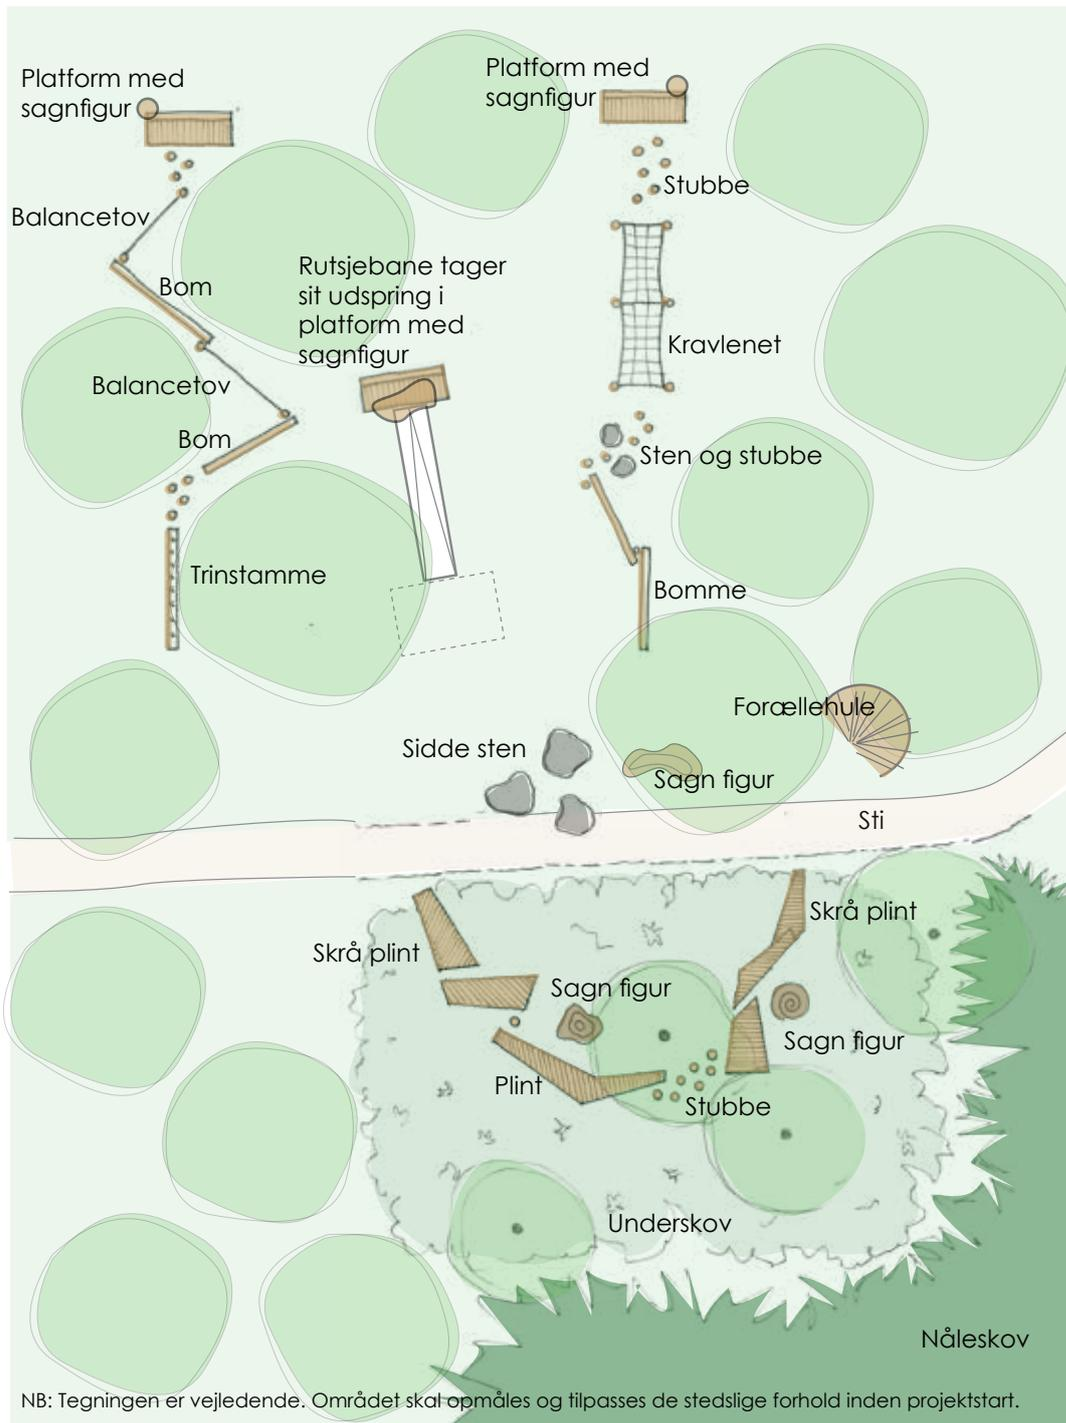 Platform med
sagnfigur
Platform med
sagnfigur
Stubbe
Balancetov
Bom
Rutsjebane tager
sit udspring i
platform med
sagnfigur
Kravlenet
Balancetov
Bom
Sten og stubbe
Trinstamme
Bomme
Forællehule
Sidde sten
Sagn figur
Sti
Skrå plint
Skrå plint
Sagn figur
Sagn figur
Plint
Stubbe
Underskov
Nåleskov
NB: Tegningen er vejledende. Området skal opmåles og tilpasses de stedslige forhold inden projektstart.